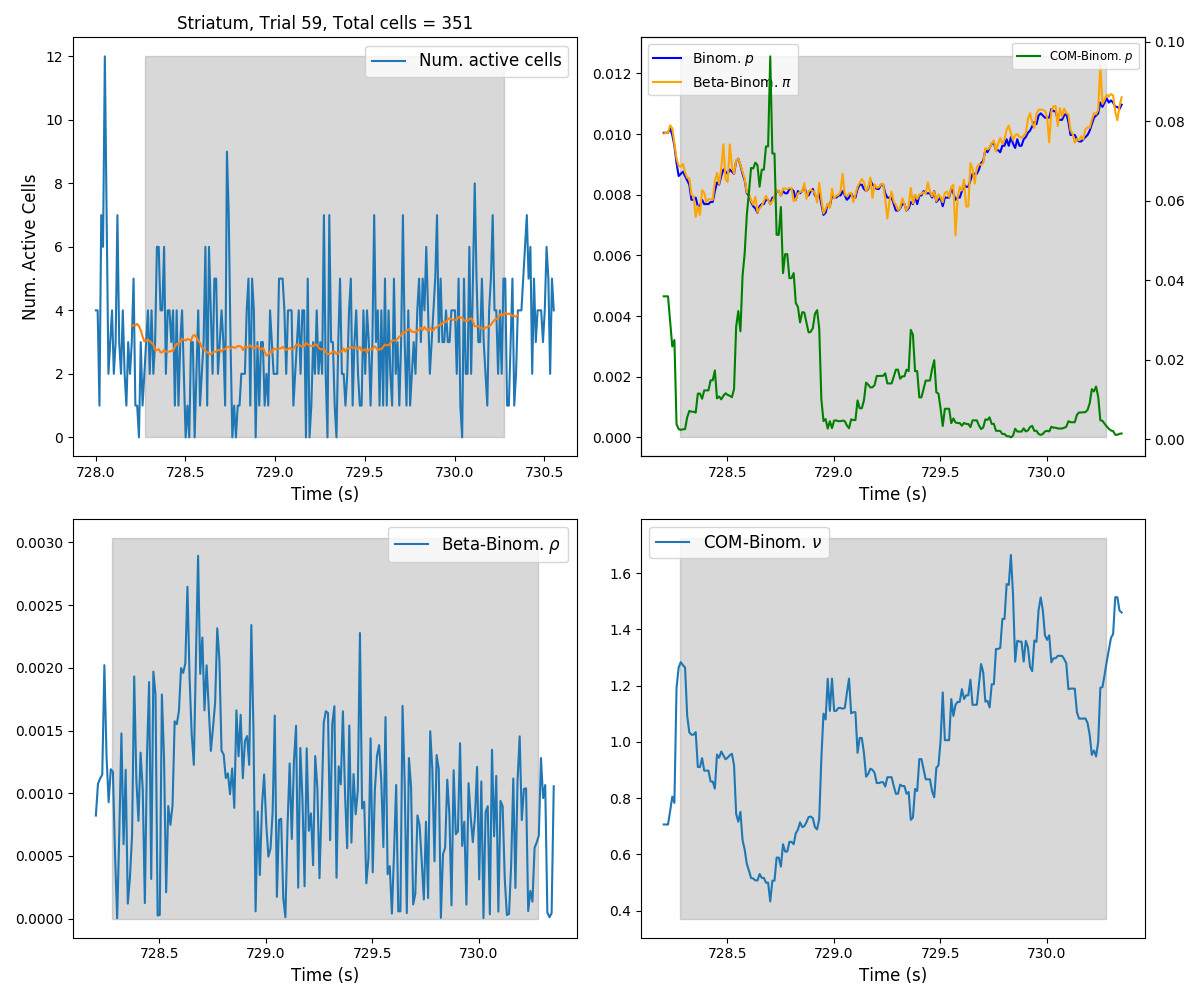 Striatum, Trial 59, Total cells = 351
Num. Active Cells
12
10
8
6
4
2
0
Num. active cells
728.0 728.5 729.0 729.5 730.0 730.5
Time (s)
0.012
0.010
0.008
0.006
0.004
0.002
0.000
Binom. p
Beta-Binom. π
COM-Binom. p
0.10
0.08
0.06
0.04
0.02
0.00
728.5 729.0 729.5 730.0
Time (s)
0.0030
0.0025
0.0020
0.0015
0.0010
0.0005
0.0000
Beta-Binom. ρ
728.5 729.0 729.5 730.0
Time (s)
1.6
1.4
1.2
1.0
0.8
0.6
0.4
COM-Binom. ν
728.5 729.0 729.5 730.0
Time (s)